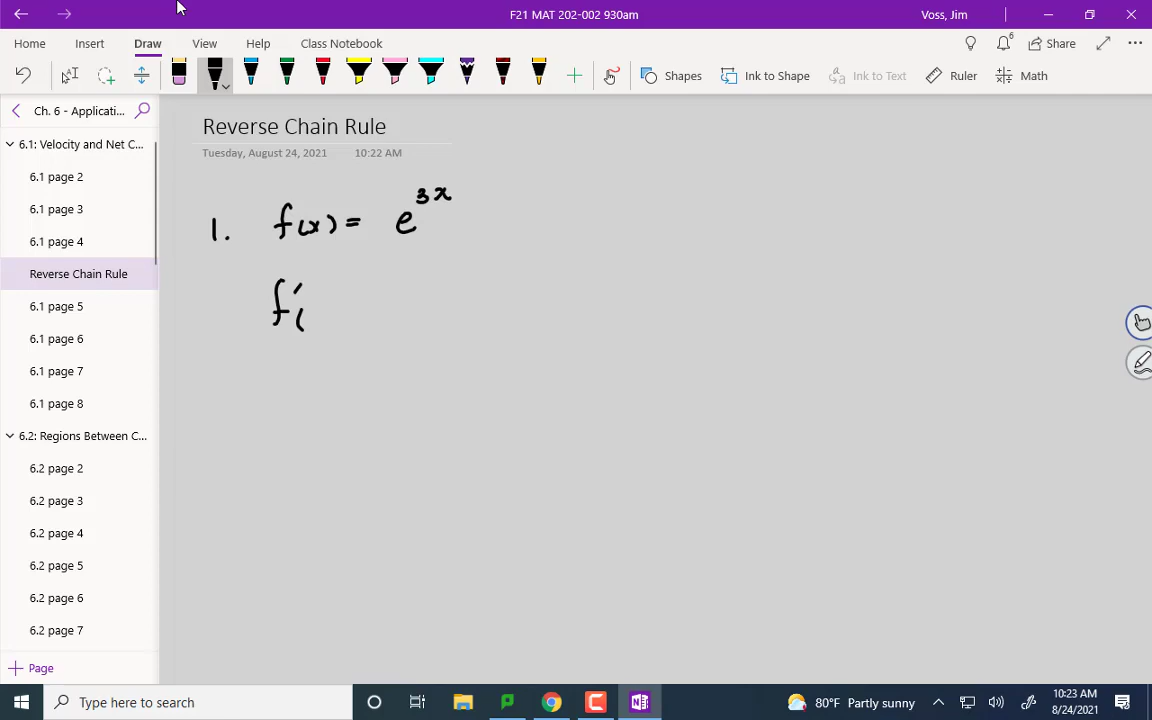 F21 MAT 202-002 930am
Voss, Jim
Home Insert Draw View Help Class Notebook
6 Share
Shapes Ink to Shape Ink to Text Ruler Math
Ch. 6 - Applicati...
6.1: Velocity and Net C...
6.1 page 2
6.1 page 3
6.1 page 4
Reverse Chain Rule
6.1 page 5
6.1 page 6
6.1 page 7
6.1 page 8
6.2: Regions Between C...
6.2 page 2
6.2 page 3
6.2 page 4
6.2 page 5
6.2 page 6
6.2 page 7
Page
Reverse Chain Rule
Tuesday, August 24, 2021 10:22 AM
1. f(x) = e^{3x}
f'(
Type here to search
80°F Partly sunny
10:23 AM
8/24/2021